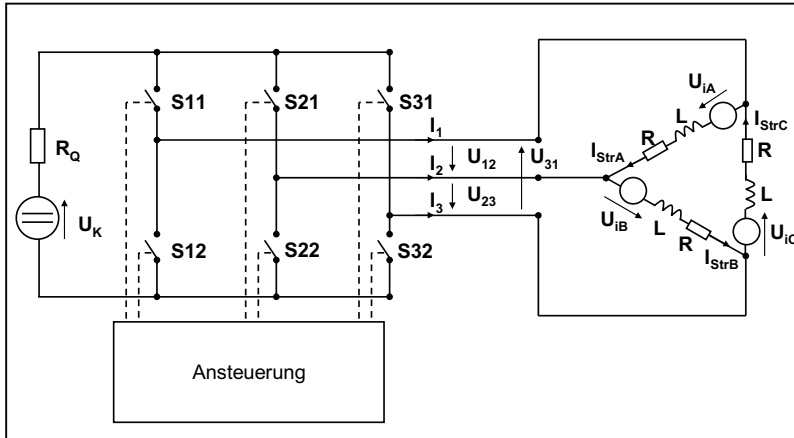 S11
S21
S31
R_Q
U_K
S12
S22
S32
I_1
I_2
I_3
U_12
U_23
U_31
U_iA
L
R
I_StrA
I_StrC
R
L
U_iC
U_iB
L
R
I_StrB
Ansteuerung